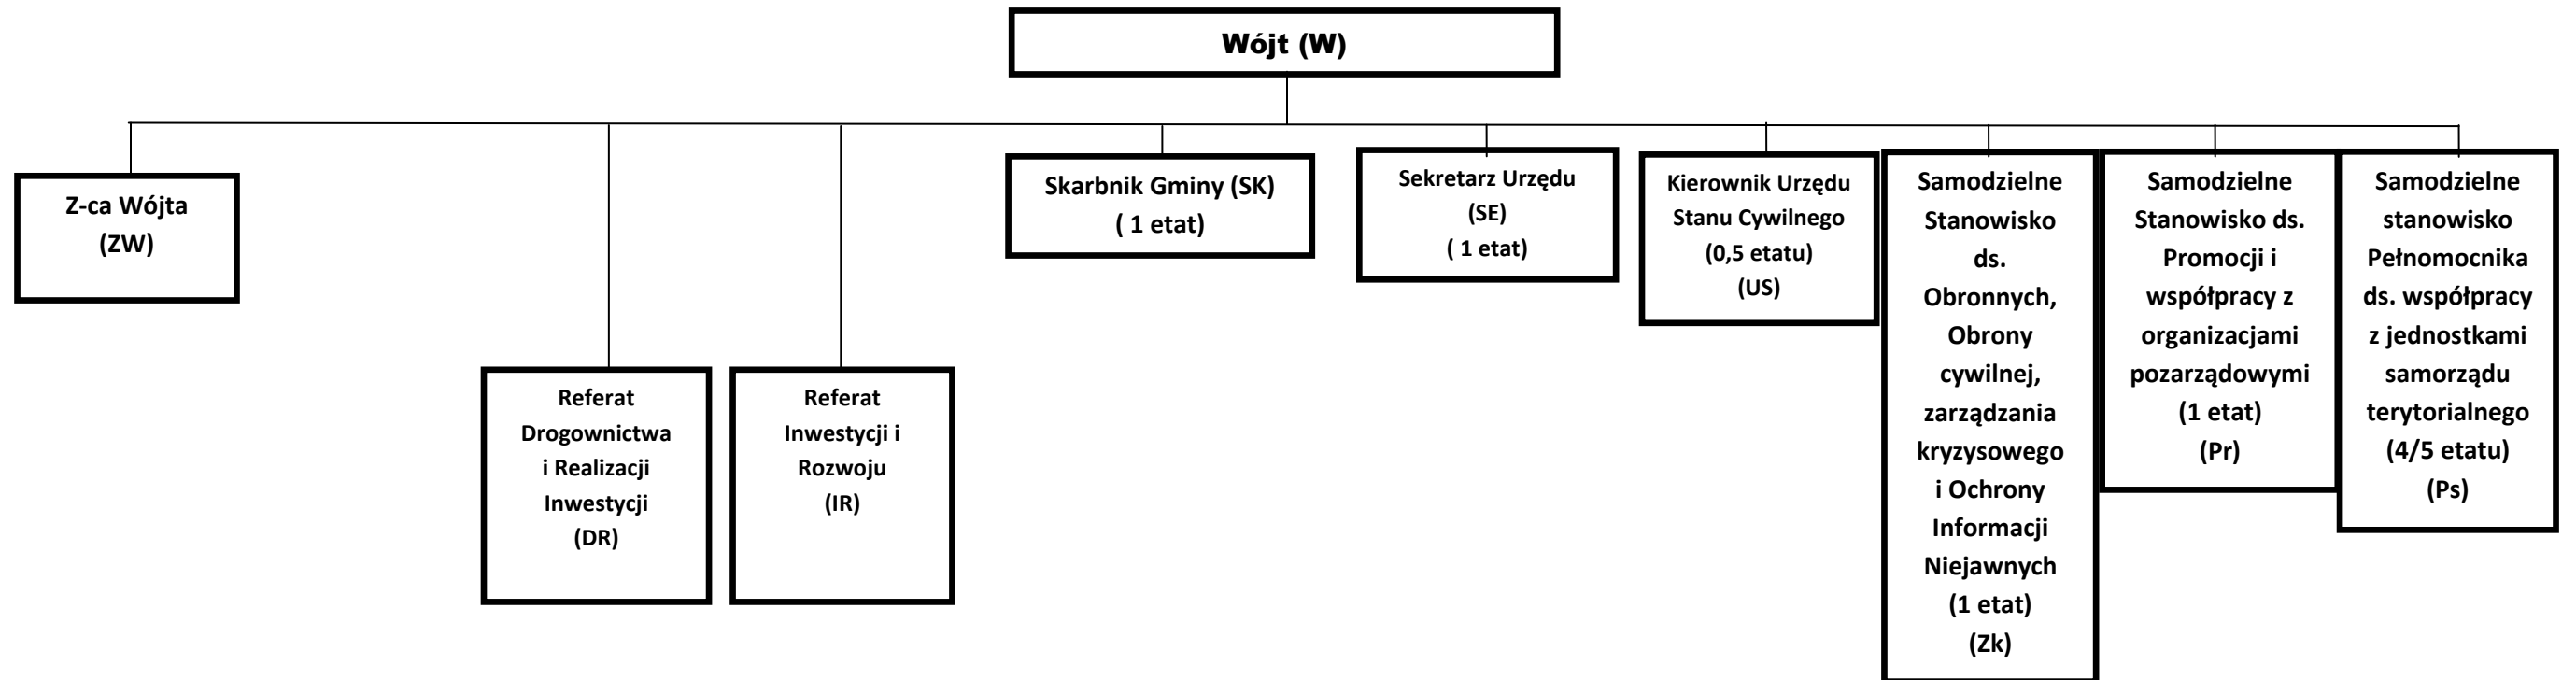 Wójt (W)
Z-ca Wójta
(ZW)
Skarbnik Gminy (SK)
( 1 etat)
Sekretarz Urzędu
(SE)
( 1 etat)
Kierownik Urzędu
Stanu Cywilnego
(0,5 etatu)
(US)
Samodzielne
Stanowisko
ds.
Obronnych,
Obrony
cywilnej,
zarządzania
kryzysowego
i Ochrony
Informacji
Niejawnych
(1 etat)
(Zk)
Samodzielne
Stanowisko ds.
Promocji i
współpracy z
organizacjami
pozarządowymi
(1 etat)
(Pr)
Samodzielne
stanowisko
Pełnomocnika
ds. współpracy
z jednostkami
samorządu
terytorialnego
(4/5 etatu)
(Ps)
Referat
Drogownictwa
i Realizacji
Inwestycji
(DR)
Referat
Inwestycji i
Rozwoju
(IR)